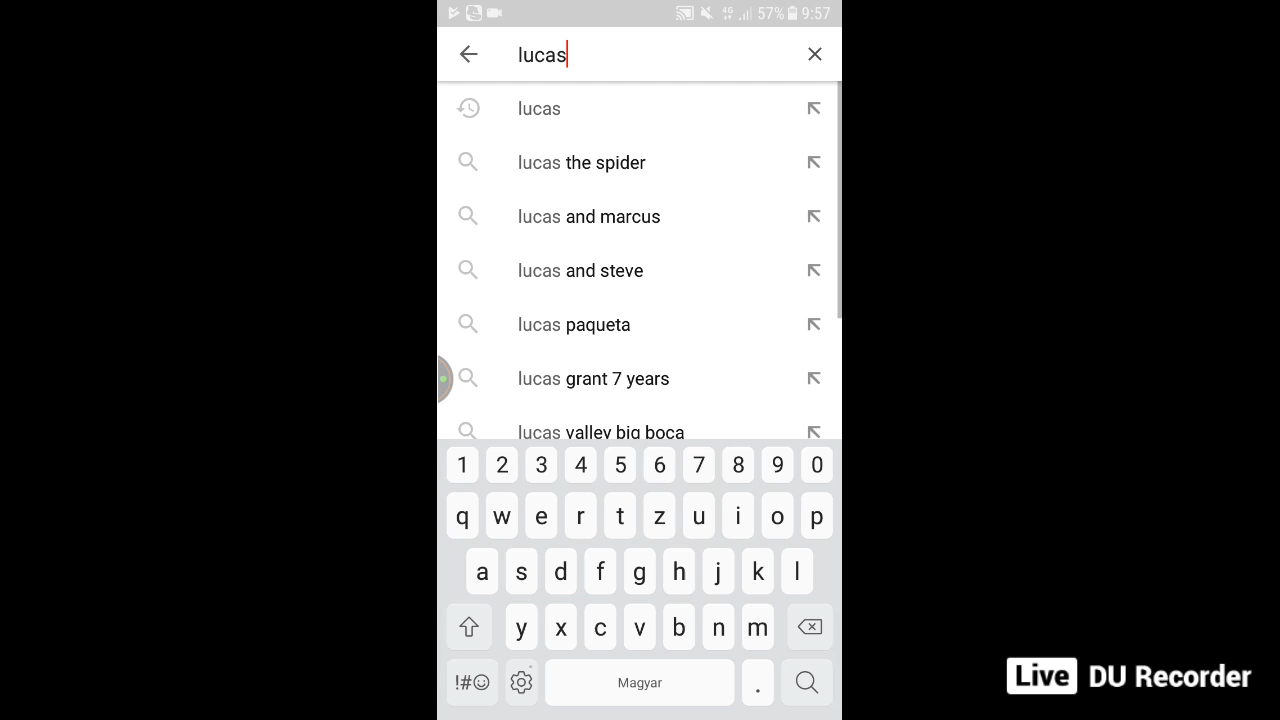 4G 57% 9:57
lucas
lucas
lucas the spider
lucas and marcus
lucas and steve
lucas paqueta
lucas grant 7 years
lucas valley big boca
1 2 3 4 5 6 7 8 9 0
q w e r t z u i o p
a s d f g h j k l
y x c v b n m
!#☺ Magyar .
Live DU Recorder